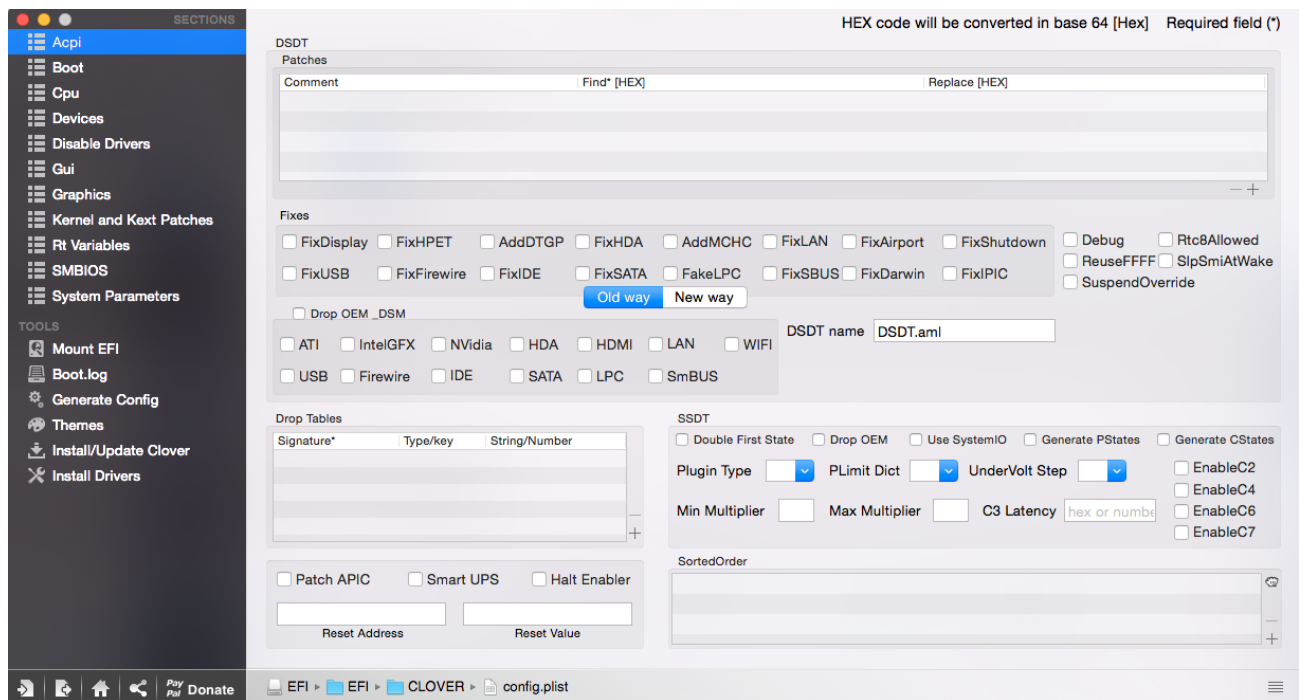 SECTIONS
Acpi
Boot
Cpu
Devices
Disable Drivers
Gui
Graphics
Kernel and Kext Patches
Rt Variables
SMBIOS
System Parameters
TOOLS
Mount EFI
Boot.log
Generate Config
Themes
Install/Update Clover
Install Drivers
Pay Pal Donate
HEX code will be converted in base 64 [Hex] Required field (*)
DSDT
Patches
Comment Find* [HEX] Replace [HEX]
Fixes
FixDisplay FixHPET AddDTGP FixHDA AddMCHC FixLAN FixAirport FixShutdown Debug Rtc8Allowed
ReuseFFFF SlpSmiAtWake
FixUSB FixFirewire FixIDE FixSATA FakeLPC FixSBUS FixDarwin FixIPIC SuspendOverride
Old way New way
Drop OEM _DSM
DSDT name DSDT.aml
ATI IntelGFX NVidia HDA HDMI LAN WIFI
USB Firewire IDE SATA LPC SmBUS
Drop Tables
Signature* Type/key String/Number
SSDT
Double First State Drop OEM Use SystemIO Generate PStates Generate CStates
Plugin Type PLimit Dict UnderVolt Step EnableC2
EnableC4
Min Multiplier Max Multiplier C3 Latency hex or numbe EnableC6
EnableC7
Patch APIC Smart UPS Halt Enabler
Reset Address Reset Value
SortedOrder
EFI EFI CLOVER config.plist